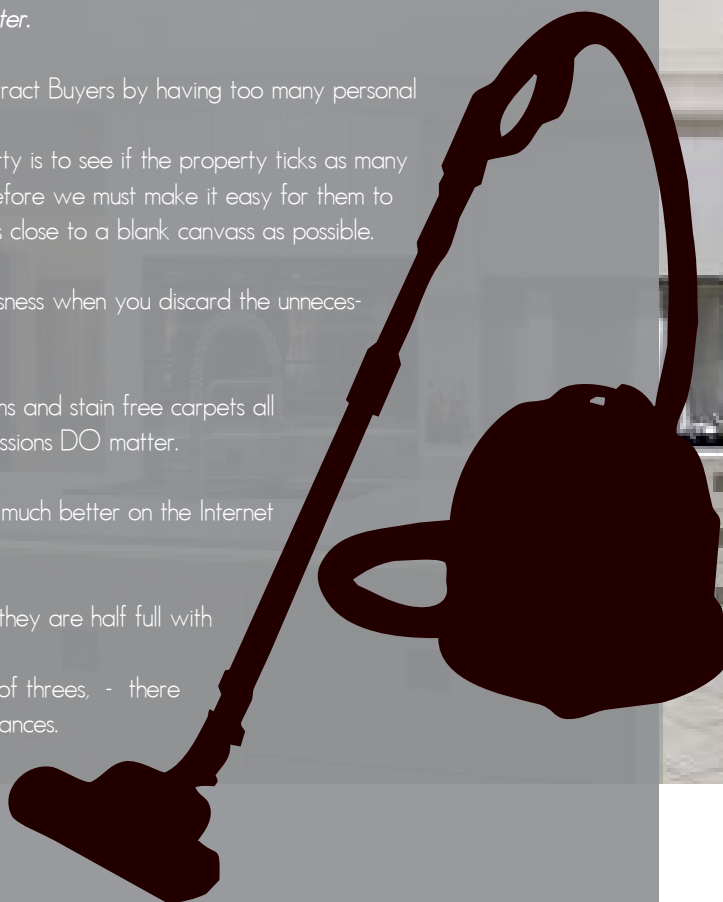 ter.
ract Buyers by having too many personal
rty is to see if the property ticks as many
efore we must make it easy for them to
s close to a blank canvass as possible.
sness when you discard the unneces-
ms and stain free carpets all
ssions DO matter.
much better on the Internet
they are half full with
of threes, - there
ances.